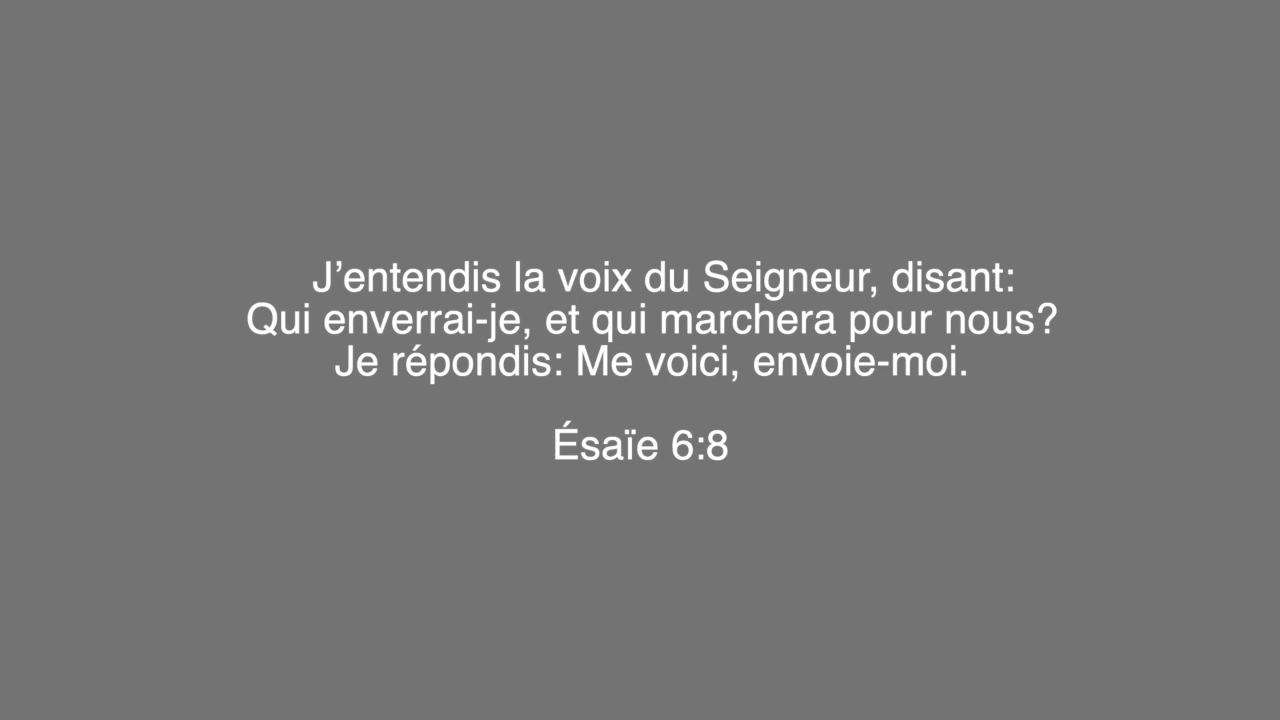 J’entendis la voix du Seigneur, disant:
Qui enverrai-je, et qui marchera pour nous?
Je répondis: Me voici, envoie-moi.
Ésaïe 6:8